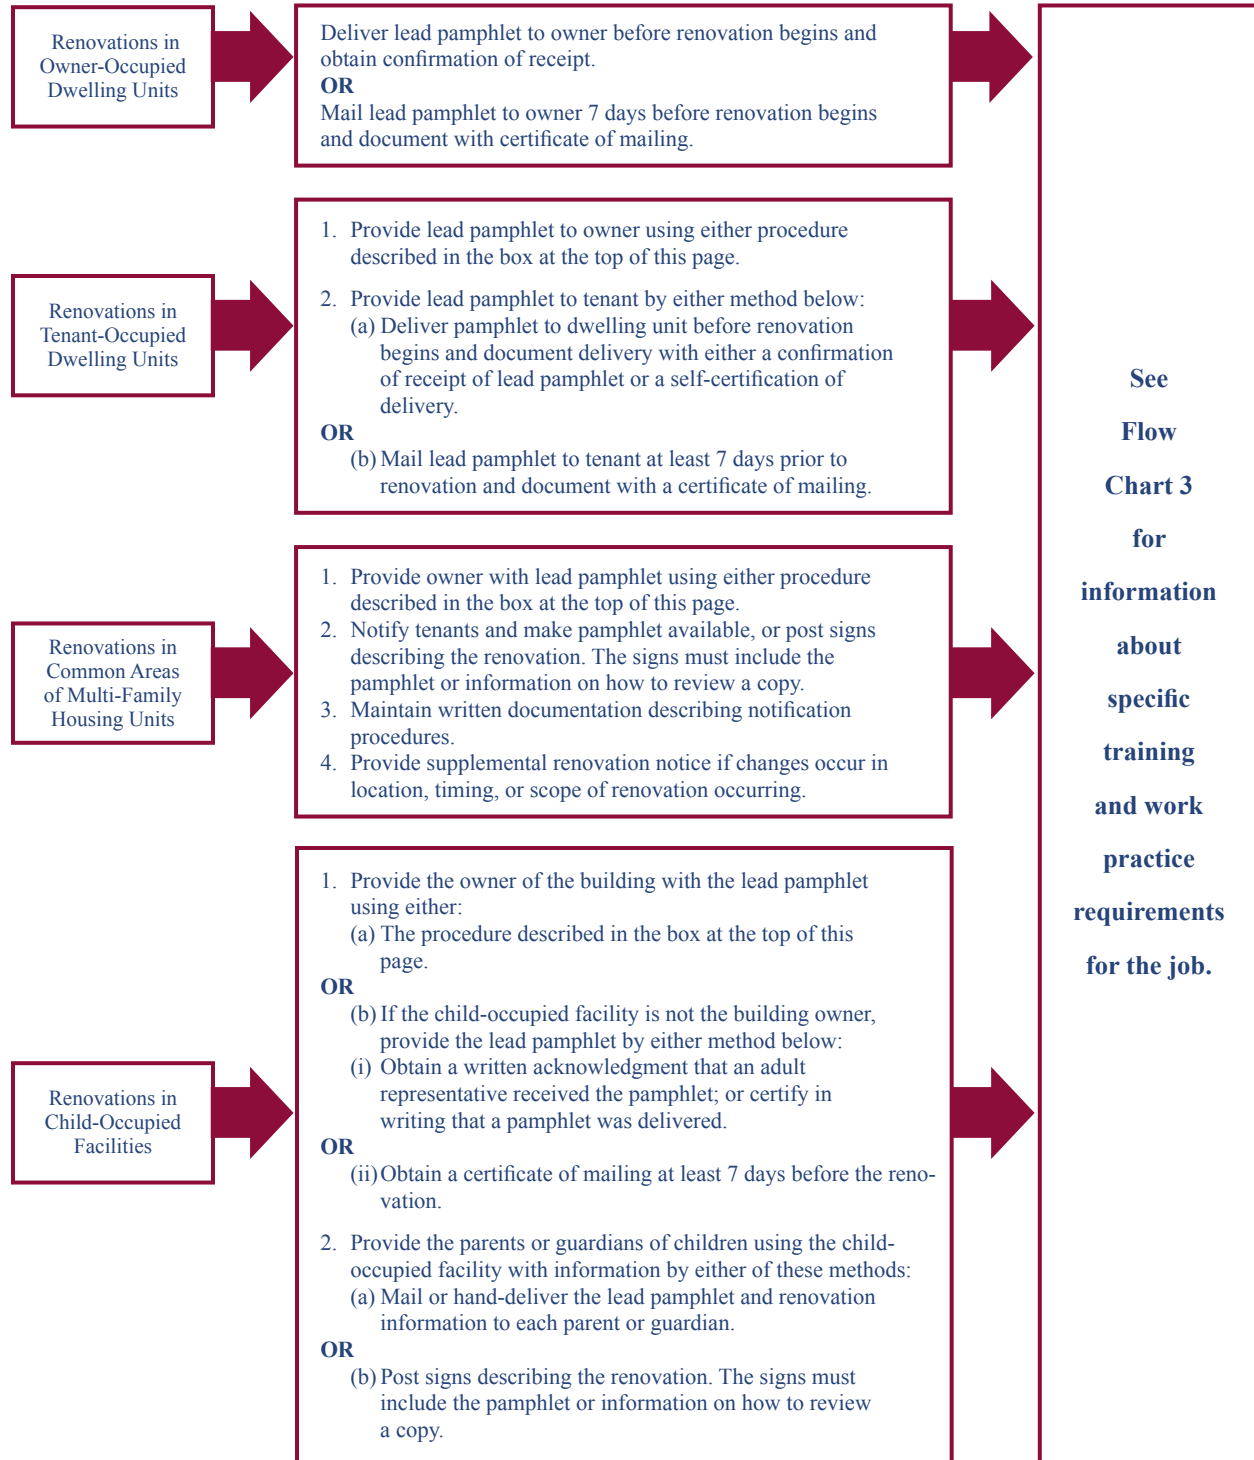 Renovations in
Owner-Occupied
Dwelling Units
Deliver lead pamphlet to owner before renovation begins and
obtain confirmation of receipt.
OR
Mail lead pamphlet to owner 7 days before renovation begins
and document with certificate of mailing.
Renovations in
Tenant-Occupied
Dwelling Units
1. Provide lead pamphlet to owner using either procedure
described in the box at the top of this page.
2. Provide lead pamphlet to tenant by either method below:
(a) Deliver pamphlet to dwelling unit before renovation
begins and document delivery with either a confirmation
of receipt of lead pamphlet or a self-certification of
delivery.
OR
(b) Mail lead pamphlet to tenant at least 7 days prior to
renovation and document with a certificate of mailing.
Renovations in
Common Areas
of Multi-Family
Housing Units
1. Provide owner with lead pamphlet using either procedure
described in the box at the top of this page.
2. Notify tenants and make pamphlet available, or post signs
describing the renovation. The signs must include the
pamphlet or information on how to review a copy.
3. Maintain written documentation describing notification
procedures.
4. Provide supplemental renovation notice if changes occur in
location, timing, or scope of renovation occurring.
Renovations in
Child-Occupied
Facilities
1. Provide the owner of the building with the lead pamphlet
using either:
(a) The procedure described in the box at the top of this
page.
OR
(b) If the child-occupied facility is not the building owner,
provide the lead pamphlet by either method below:
(i) Obtain a written acknowledgment that an adult
representative received the pamphlet; or certify in
writing that a pamphlet was delivered.
OR
(ii) Obtain a certificate of mailing at least 7 days before the reno-
vation.
2. Provide the parents or guardians of children using the child-
occupied facility with information by either of these methods:
(a) Mail or hand-deliver the lead pamphlet and renovation
information to each parent or guardian.
OR
(b) Post signs describing the renovation. The signs must
include the pamphlet or information on how to review
a copy.
See
Flow
Chart 3
for
information
about
specific
training
and work
practice
requirements
for the job.